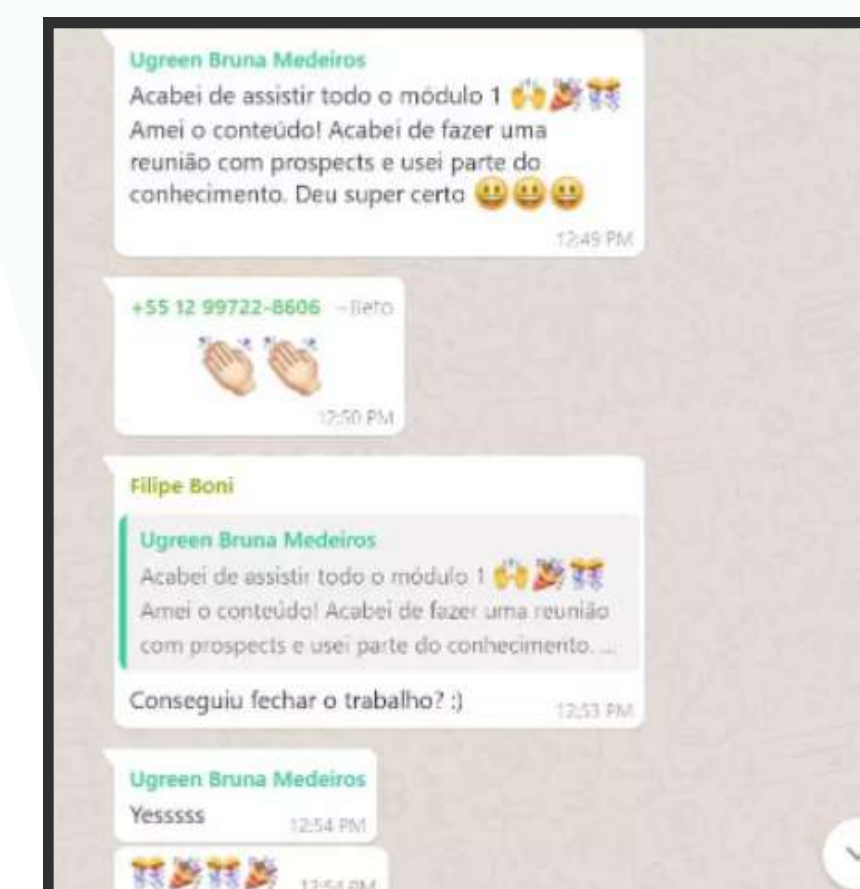 Ugreen Bruna Medeiros
Acabei de assistir todo o módulo 1 🙌🎉🎊
Amei o conteúdo! Acabei de fazer uma
reunião com prospects e usei parte do
conhecimento. Deu super certo 😃😃😃
12:49 PM
+55 12 99722-8606 ~Beto
👏🏻👏🏻
12:50 PM
Filipe Boni
Ugreen Bruna Medeiros
Acabei de assistir todo o módulo 1 🙌🎉🎊
Amei o conteúdo! Acabei de fazer uma reunião
com prospects e usei parte do conhecimento. ...
Conseguiu fechar o trabalho? :) 12:53 PM
Ugreen Bruna Medeiros
Yesssss 12:54 PM
🎊🎉🎊🎉 12:54 PM